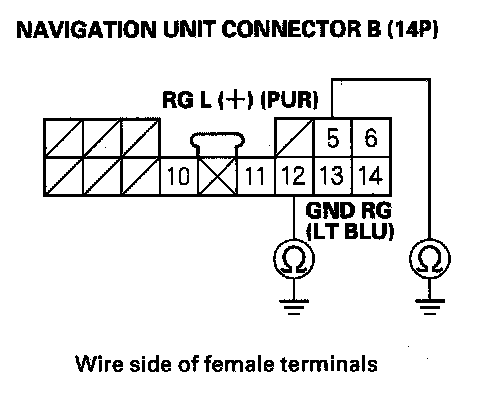 NAVIGATION UNIT CONNECTOR B (14P)
RG L (+) (PUR)
5 6
10 11 12 13 14
GND RG
(LT BLU)
Ω Ω
Wire side of female terminals